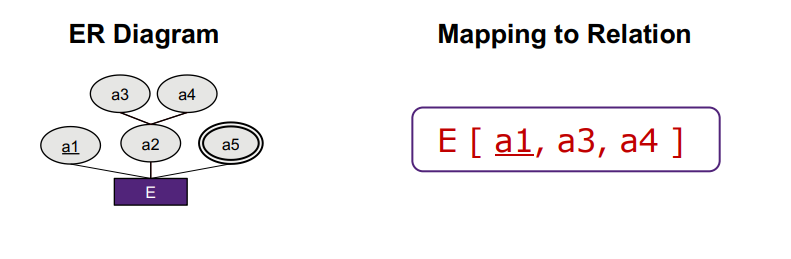 ER Diagram
Mapping to Relation
a3
a4
a1
a2
a5
E
E [ a1, a3, a4 ]